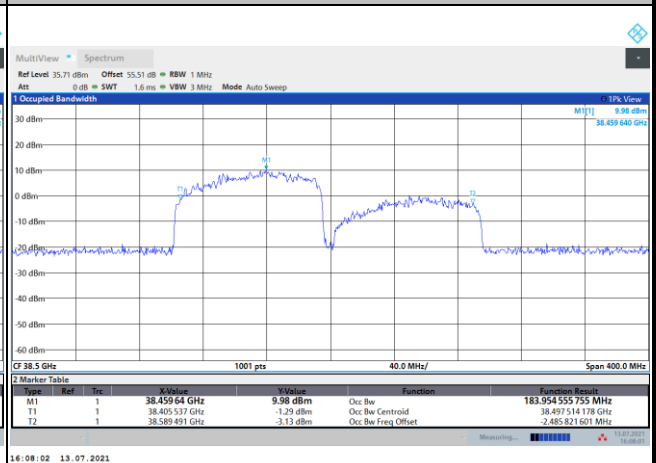 MultiView Spectrum
Ref Level 35.71 dBm Offset 55.51 dB RBW 1 MHz
Att 0 dB SWT 1.6 ms VBW 3 MHz Mode Auto Sweep
1 Occupied Bandwidth 1Pk View
M1[1] 9.98 dBm
38.459 640 GHz
30 dBm
20 dBm
M1
10 dBm
T1
T2
0 dBm
-10 dBm
-20 dBm
-30 dBm
-40 dBm
-50 dBm
-60 dBm
CF 38.5 GHz 1001 pts 40.0 MHz/ Span 400.0 MHz
2 Marker Table
Type Ref Trc X-Value Y-Value Function Function Result
M1 1 38.459 64 GHz 9.98 dBm Occ Bw 183.954 555 755 MHz
T1 1 38.405 537 GHz -1.29 dBm Occ Bw Centroid 38.497 514 178 GHz
T2 1 38.589 491 GHz -3.13 dBm Occ Bw Freq Offset -2.485 821 601 MHz
Measuring... 13.07.2021
16:08:01
16:08:02 13.07.2021